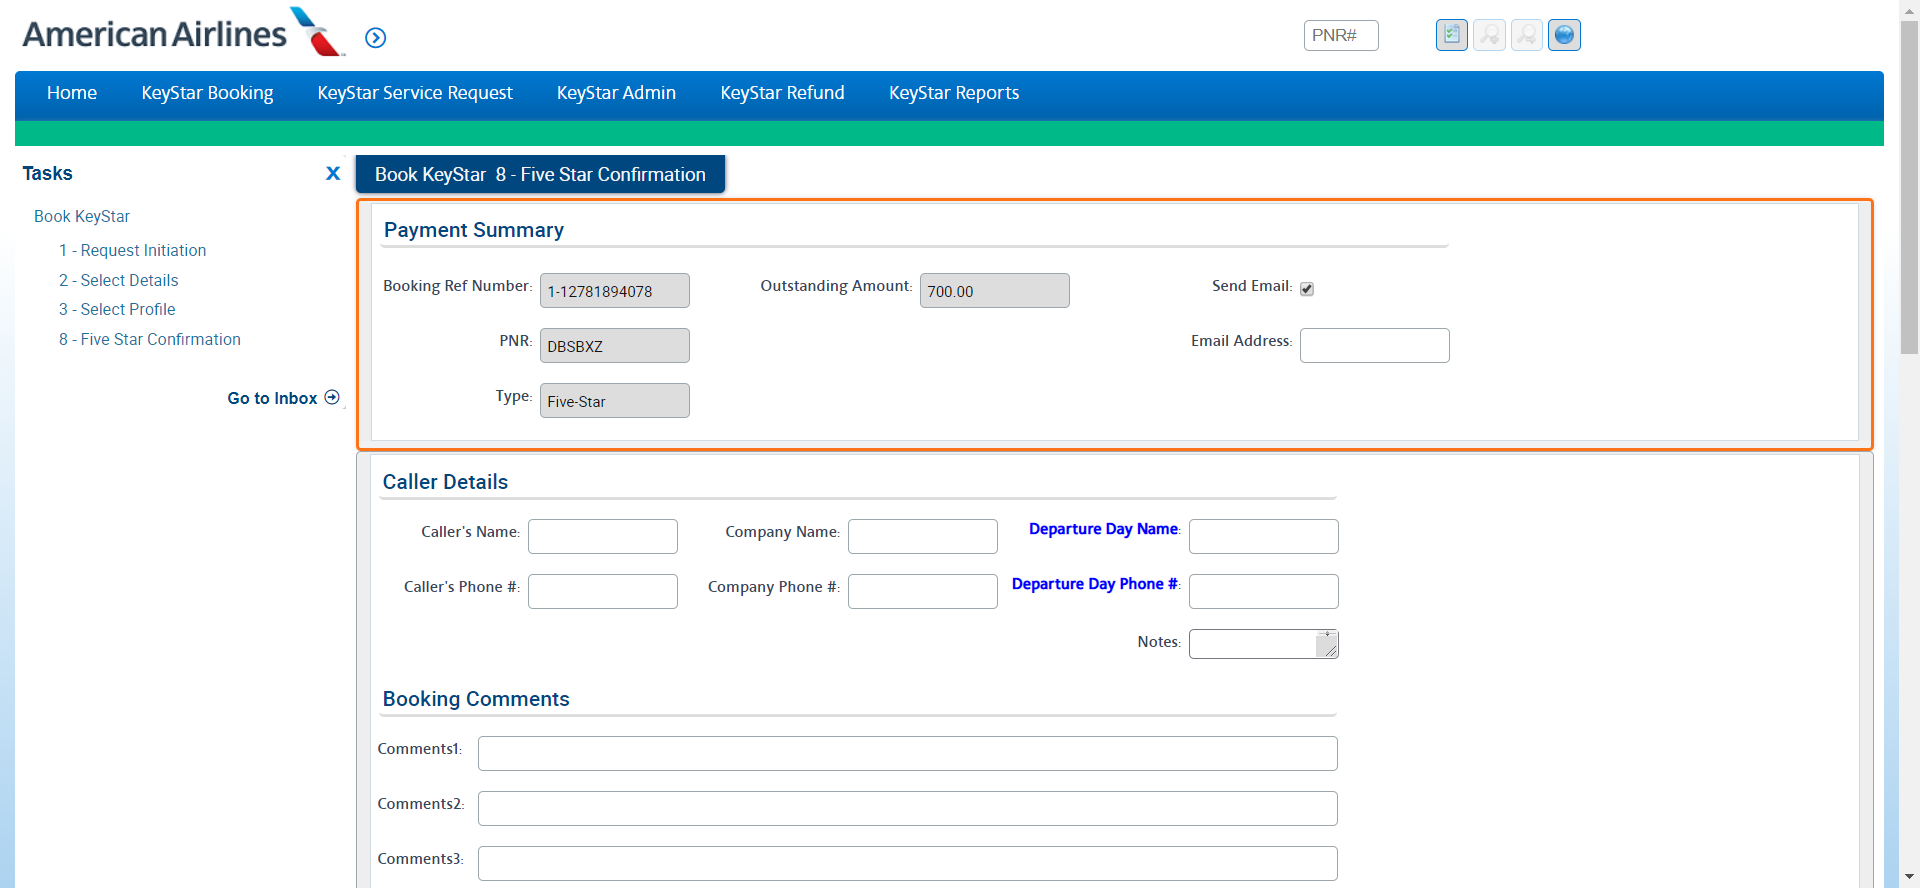 American Airlines
PNR#
Home KeyStar Booking KeyStar Service Request KeyStar Admin KeyStar Refund KeyStar Reports
Tasks X
Book KeyStar
1 - Request Initiation
2 - Select Details
3 - Select Profile
8 - Five Star Confirmation
Go to Inbox
Book KeyStar 8 - Five Star Confirmation
Payment Summary
Booking Ref Number: 1-12781894078 Outstanding Amount: 700.00 Send Email:
PNR: DBSBXZ Email Address:
Type: Five-Star
Caller Details
Caller's Name: Company Name: Departure Day Name:
Caller's Phone #: Company Phone #: Departure Day Phone #:
Notes:
Booking Comments
Comments1:
Comments2:
Comments3: